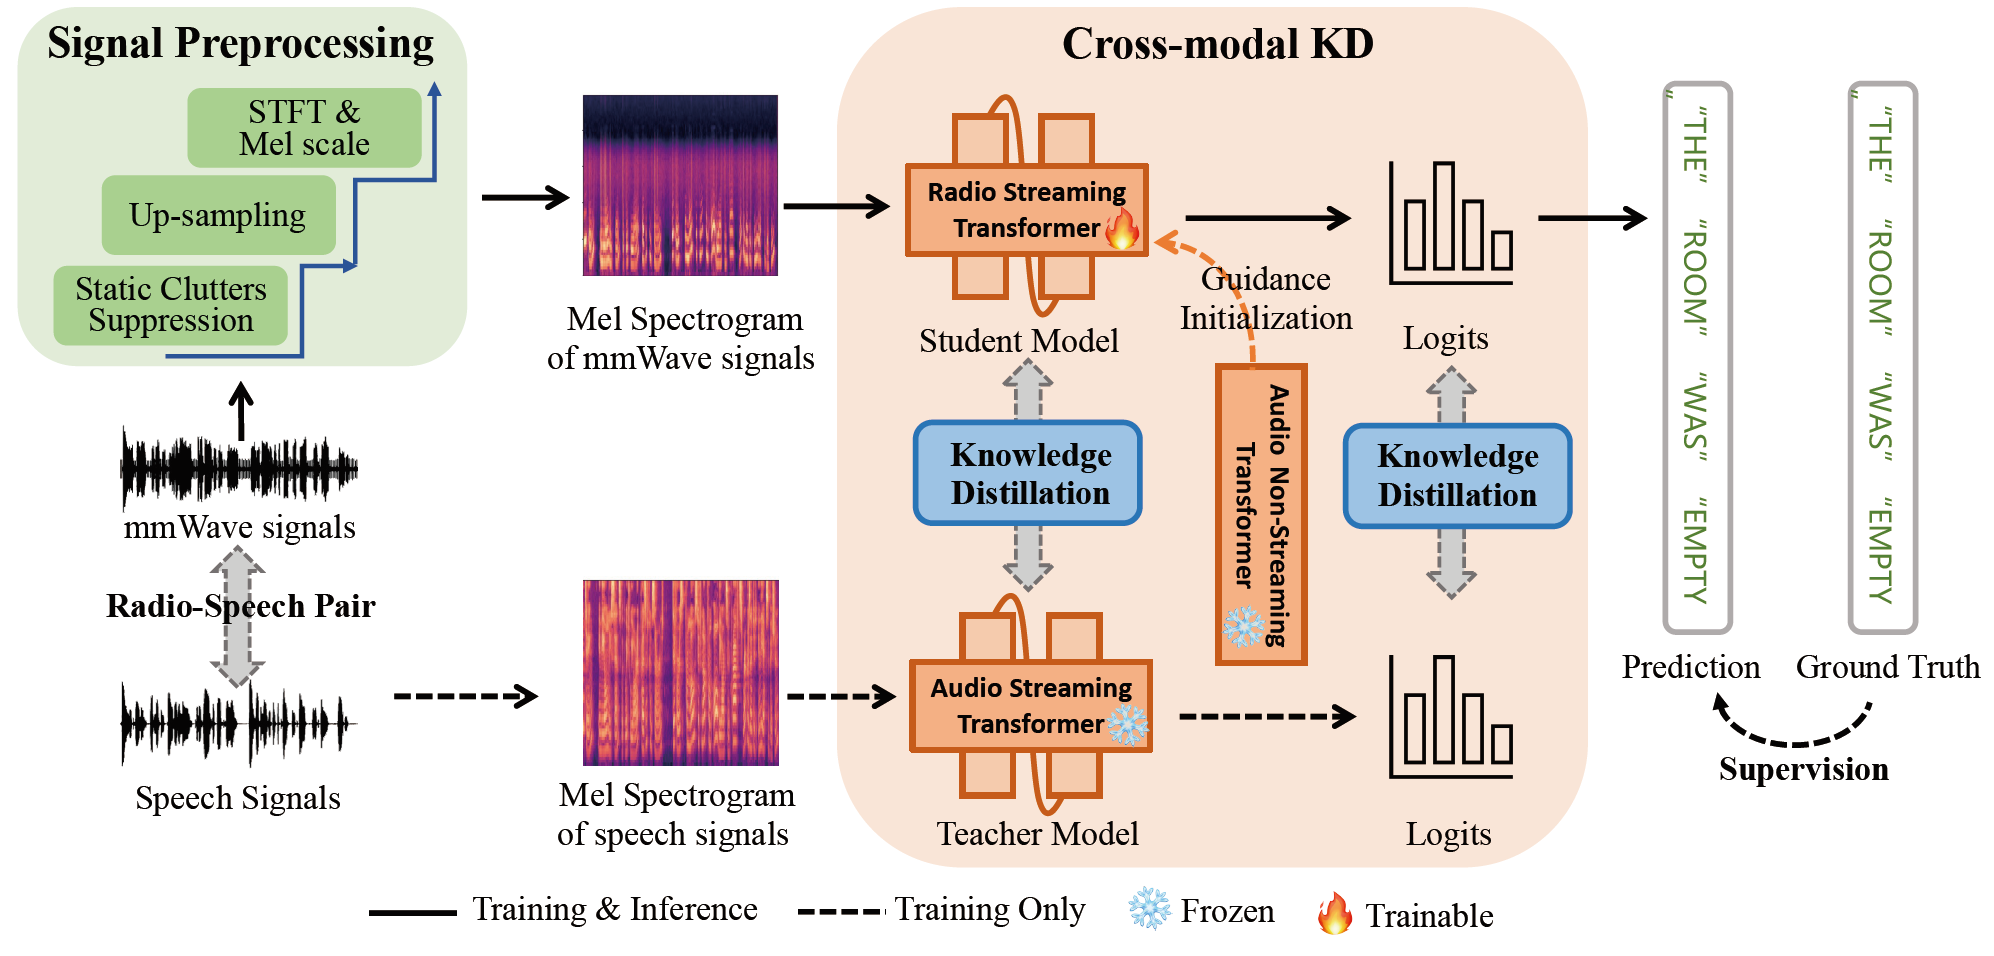 Signal Preprocessing
STFT &
Mel scale
Up-sampling
Static Clutters
Suppression
mmWave signals
Radio-Speech Pair
Speech Signals
Mel Spectrogram
of mmWave signals
Mel Spectrogram
of speech signals
Cross-modal KD
Radio Streaming
Transformer
Student Model
Guidance
Initialization
Logits
Knowledge
Distillation
Audio Non-Streaming
Transformer
Knowledge
Distillation
Audio Streaming
Transformer
Teacher Model
Logits
“THE” “ROOM” “WAS” “EMPTY”
Prediction
“THE” “ROOM” “WAS” “EMPTY”
Ground Truth
Supervision
Training & Inference
Training Only
Frozen
Trainable